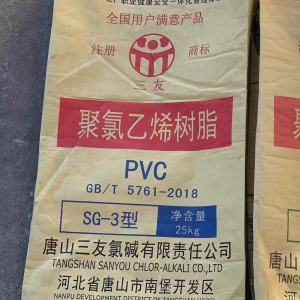 全国用户满意产品
注册
商标
三友
聚氯乙烯树脂
PVC
GB/T 5761-2018
SG-3型
净含量
25kg
唐山三友氯碱有限责任公司
TANGSHAN SANYOU CHLOR-ALKALI CO.,LTD
河北省唐山市南堡开发区